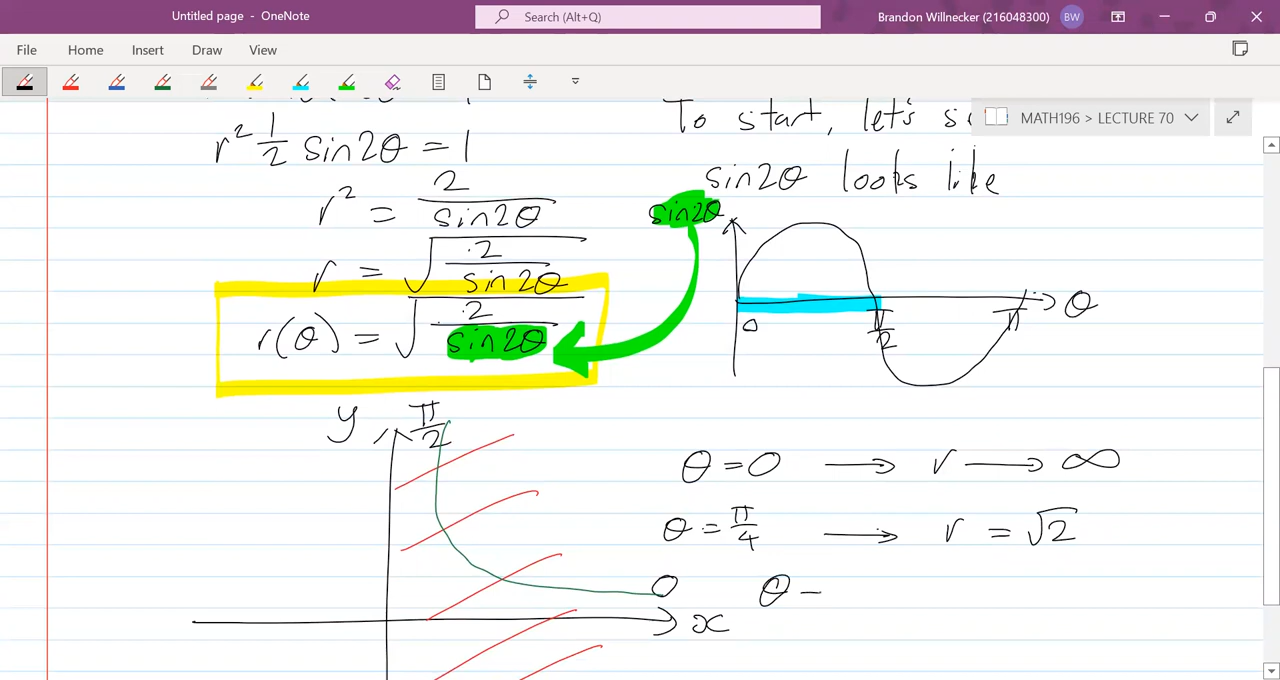 Untitled page - OneNote
Search (Alt+Q)
Brandon Willnecker (216048300)
BW
File Home Insert Draw View
MATH196 > LECTURE 70
To start, let's s
sin2θ looks like
r² 1/2 sin2θ = 1
r² = 2/sin2θ
r = √(2/sin2θ)
r(θ) = √(2/sin2θ)
sin2θ
0
π/2
π
θ
y
π/2
0
x
θ = 0 → r → ∞
θ = π/4 → r = √2
θ -